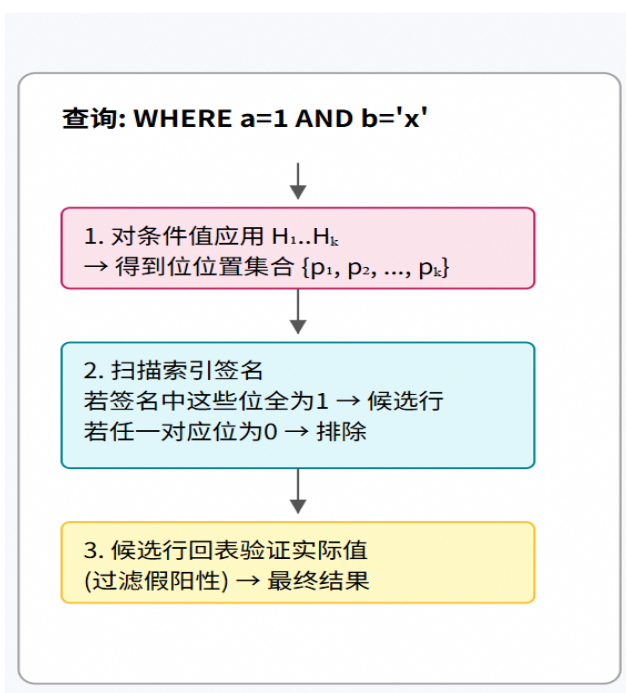 查询: WHERE a=1 AND b='x'
1. 对条件值应用 H₁..Hₖ
→ 得到位位置集合 {p₁, p₂, ..., pₖ}
2. 扫描索引签名
若签名中这些位全为1 → 候选行
若任一对应位为0 → 排除
3. 候选行回表验证实际值
(过滤假阳性) → 最终结果